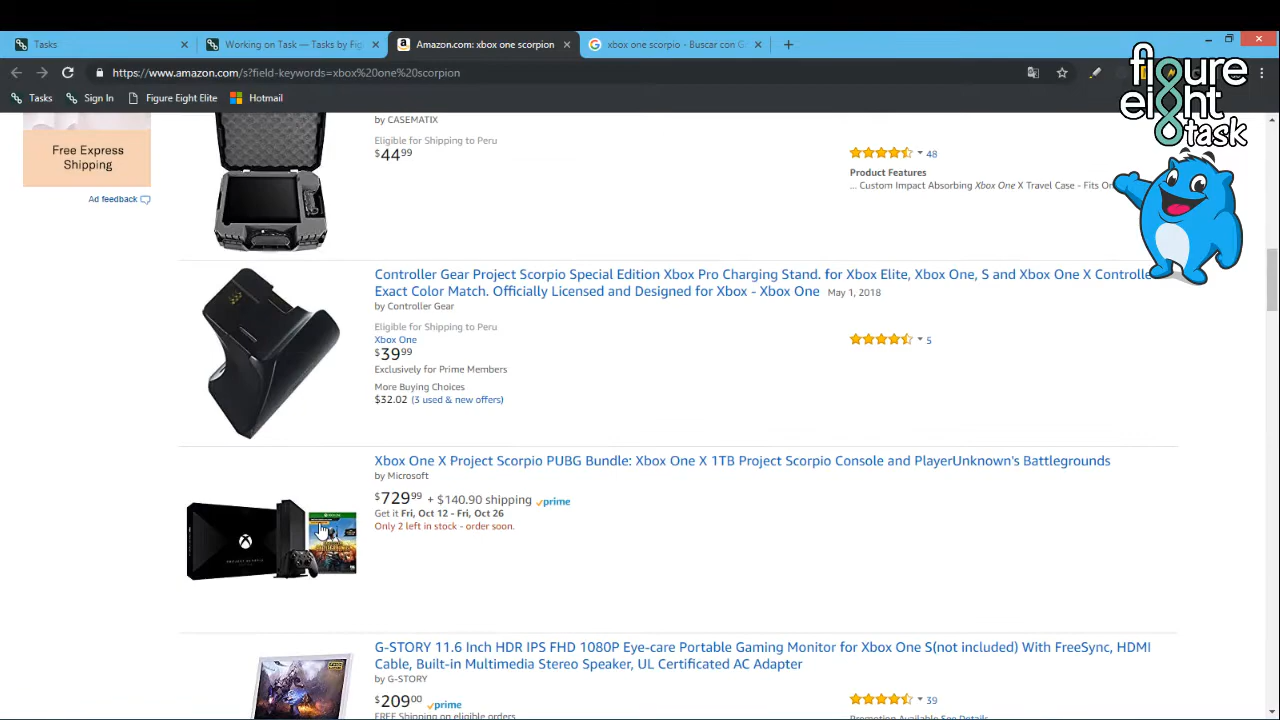 Tasks
Working on Task — Tasks by Fig
Amazon.com: xbox one scorpion
xbox one scorpio - Buscar con G
https://www.amazon.com/s?field-keywords=xbox%20one%20scorpion
Tasks
Sign In
Figure Eight Elite
Hotmail
figure
eight
task
Free Express
Shipping
Ad feedback
by CASEMATIX
Eligible for Shipping to Peru
$44 99
48
Product Features
... Custom Impact Absorbing Xbox One X Travel Case - Fits On
Controller Gear Project Scorpio Special Edition Xbox Pro Charging Stand. for Xbox Elite, Xbox One, S and Xbox One X Controlle
Exact Color Match. Officially Licensed and Designed for Xbox - Xbox One May 1, 2018
by Controller Gear
Eligible for Shipping to Peru
Xbox One
$39 99
5
Exclusively for Prime Members
More Buying Choices
$32.02 (3 used & new offers)
Xbox One X Project Scorpio PUBG Bundle: Xbox One X 1TB Project Scorpio Console and PlayerUnknown's Battlegrounds
by Microsoft
$729 99 + $140.90 shipping prime
Get it Fri, Oct 12 - Fri, Oct 26
Only 2 left in stock - order soon.
G-STORY 11.6 Inch HDR IPS FHD 1080P Eye-care Portable Gaming Monitor for Xbox One S(not included) With FreeSync, HDMI
Cable, Built-in Multimedia Stereo Speaker, UL Certificated AC Adapter
by G-STORY
$209 00 prime
39
FREE Shipping on eligible orders
Promotion Available See Details